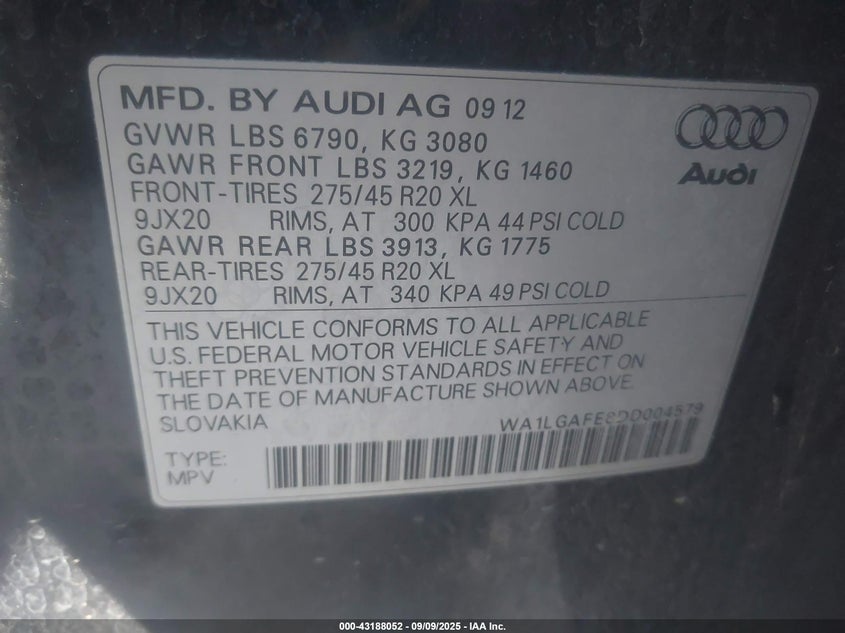 MFD. BY AUDI AG 09 12
GVWR LBS 6790, KG 3080
GAWR FRONT LBS 3219, KG 1460
FRONT-TIRES 275/45 R20 XL
9JX20 RIMS, AT 300 KPA 44 PSI COLD
GAWR REAR LBS 3913, KG 1775
REAR-TIRES 275/45 R20 XL
9JX20 RIMS, AT 340 KPA 49 PSI COLD
Audi
THIS VEHICLE CONFORMS TO ALL APPLICABLE
U.S. FEDERAL MOTOR VEHICLE SAFETY AND
THEFT PREVENTION STANDARDS IN EFFECT ON
THE DATE OF MANUFACTURE SHOWN ABOVE.
SLOVAKIA WA1LGAFE8DD004579
TYPE:
MPV
000-43188052 - 09/09/2025 - IAA Inc.